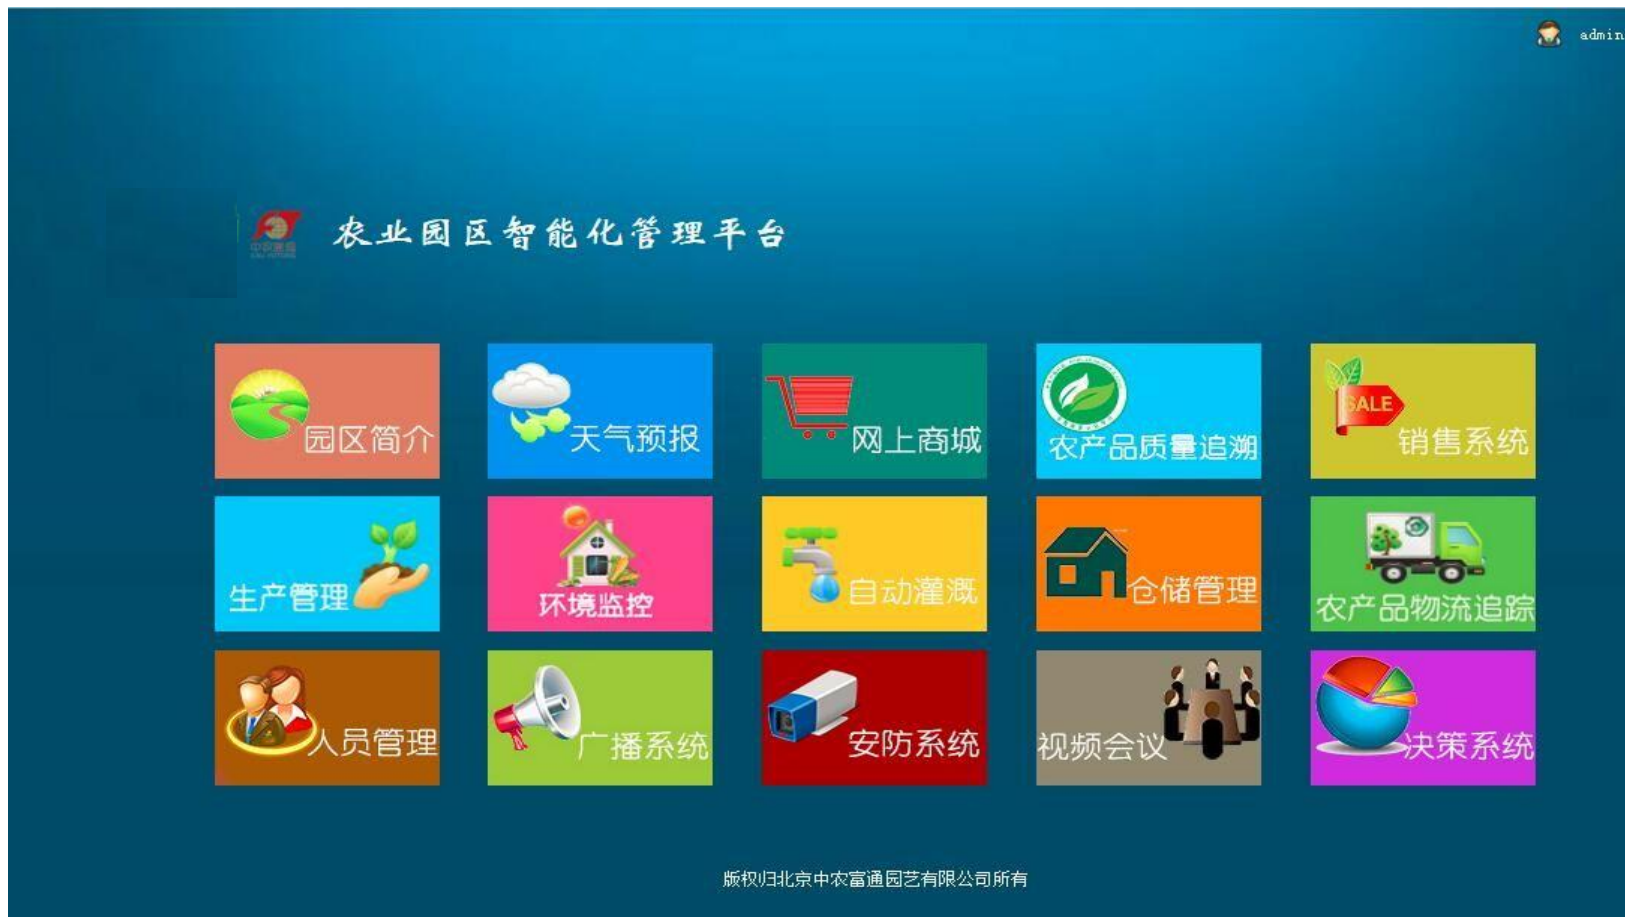 admin
中农富通
农业园区智能化管理平台
园区简介
天气预报
网上商城
农产品质量追溯
SALE
销售系统
生产管理
环境监控
自动灌溉
仓储管理
农产品物流追踪
人员管理
广播系统
安防系统
视频会议
决策系统
版权归北京中农富通园艺有限公司所有